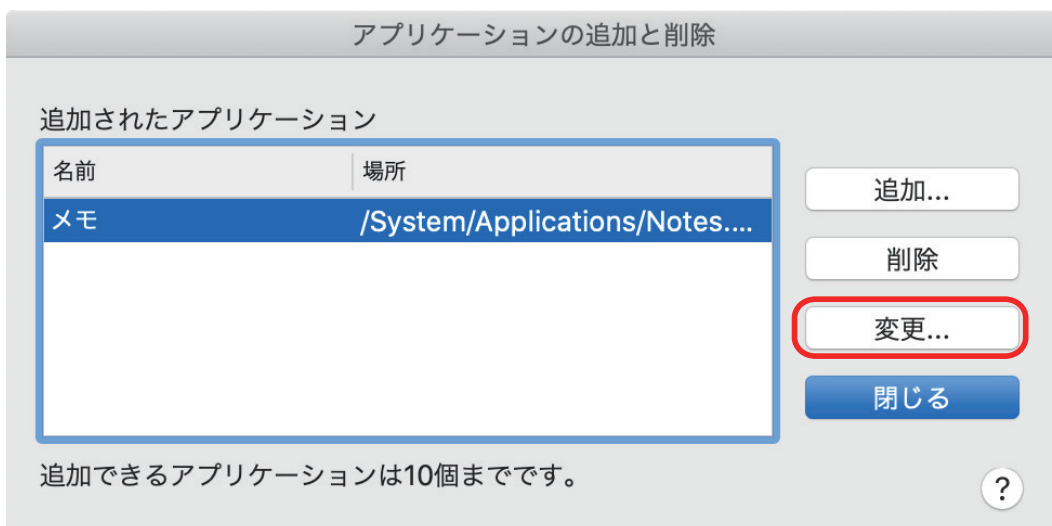 アプリケーションの追加と削除
追加されたアプリケーション
名前 場所
メモ /System/Applications/Notes....
追加...
削除
変更...
閉じる
追加できるアプリケーションは10個までです。
?